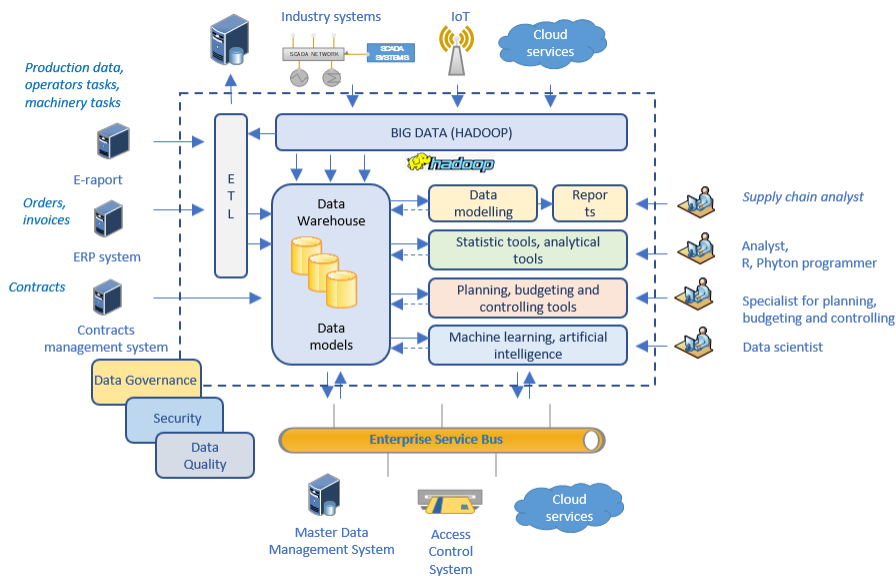 Industry systems
IoT
Cloud
services
SCADA NETWORK
SCADA
SYSTEMS
Production data,
operators tasks,
machinery tasks
BIG DATA (HADOOP)
hadoop
E-raport
E
T
L
Data
Warehouse
Data
modelling
Repor
ts
Supply chain analyst
Orders,
invoices
ERP system
Statistic tools, analytical
tools
Analyst,
R, Phyton programmer
Contracts
Contracts
management system
Planning, budgeting and
controlling tools
Specialist for planning,
budgeting and controlling
Data
models
Machine learning, artificial
intelligence
Data scientist
Data Governance
Security
Data
Quality
Enterprise Service Bus
Master Data
Management System
Access
Control
System
Cloud
services